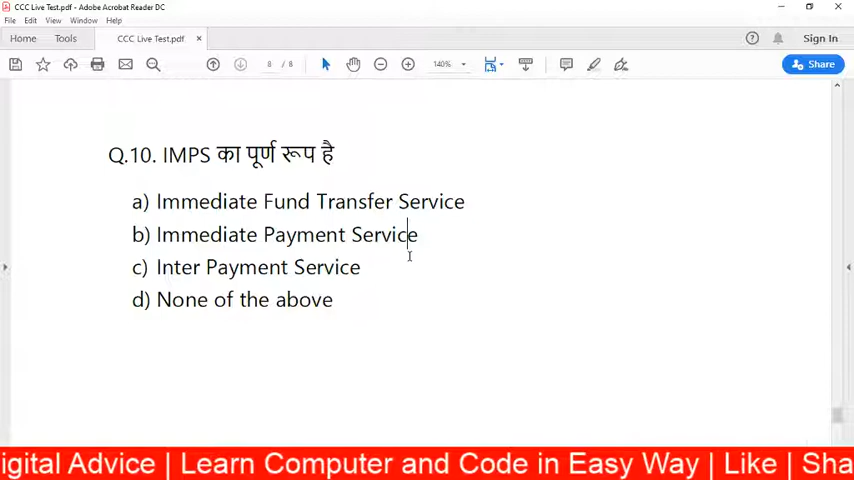 CCC Live Test.pdf - Adobe Acrobat Reader DC
File Edit View Window Help
Home Tools CCC Live Test.pdf × Sign In
8 / 8 140% Share
Q.10. IMPS का पूर्ण रूप है
a) Immediate Fund Transfer Service
b) Immediate Payment Service
c) Inter Payment Service
d) None of the above
igital Advice | Learn Computer and Code in Easy Way | Like | Sha